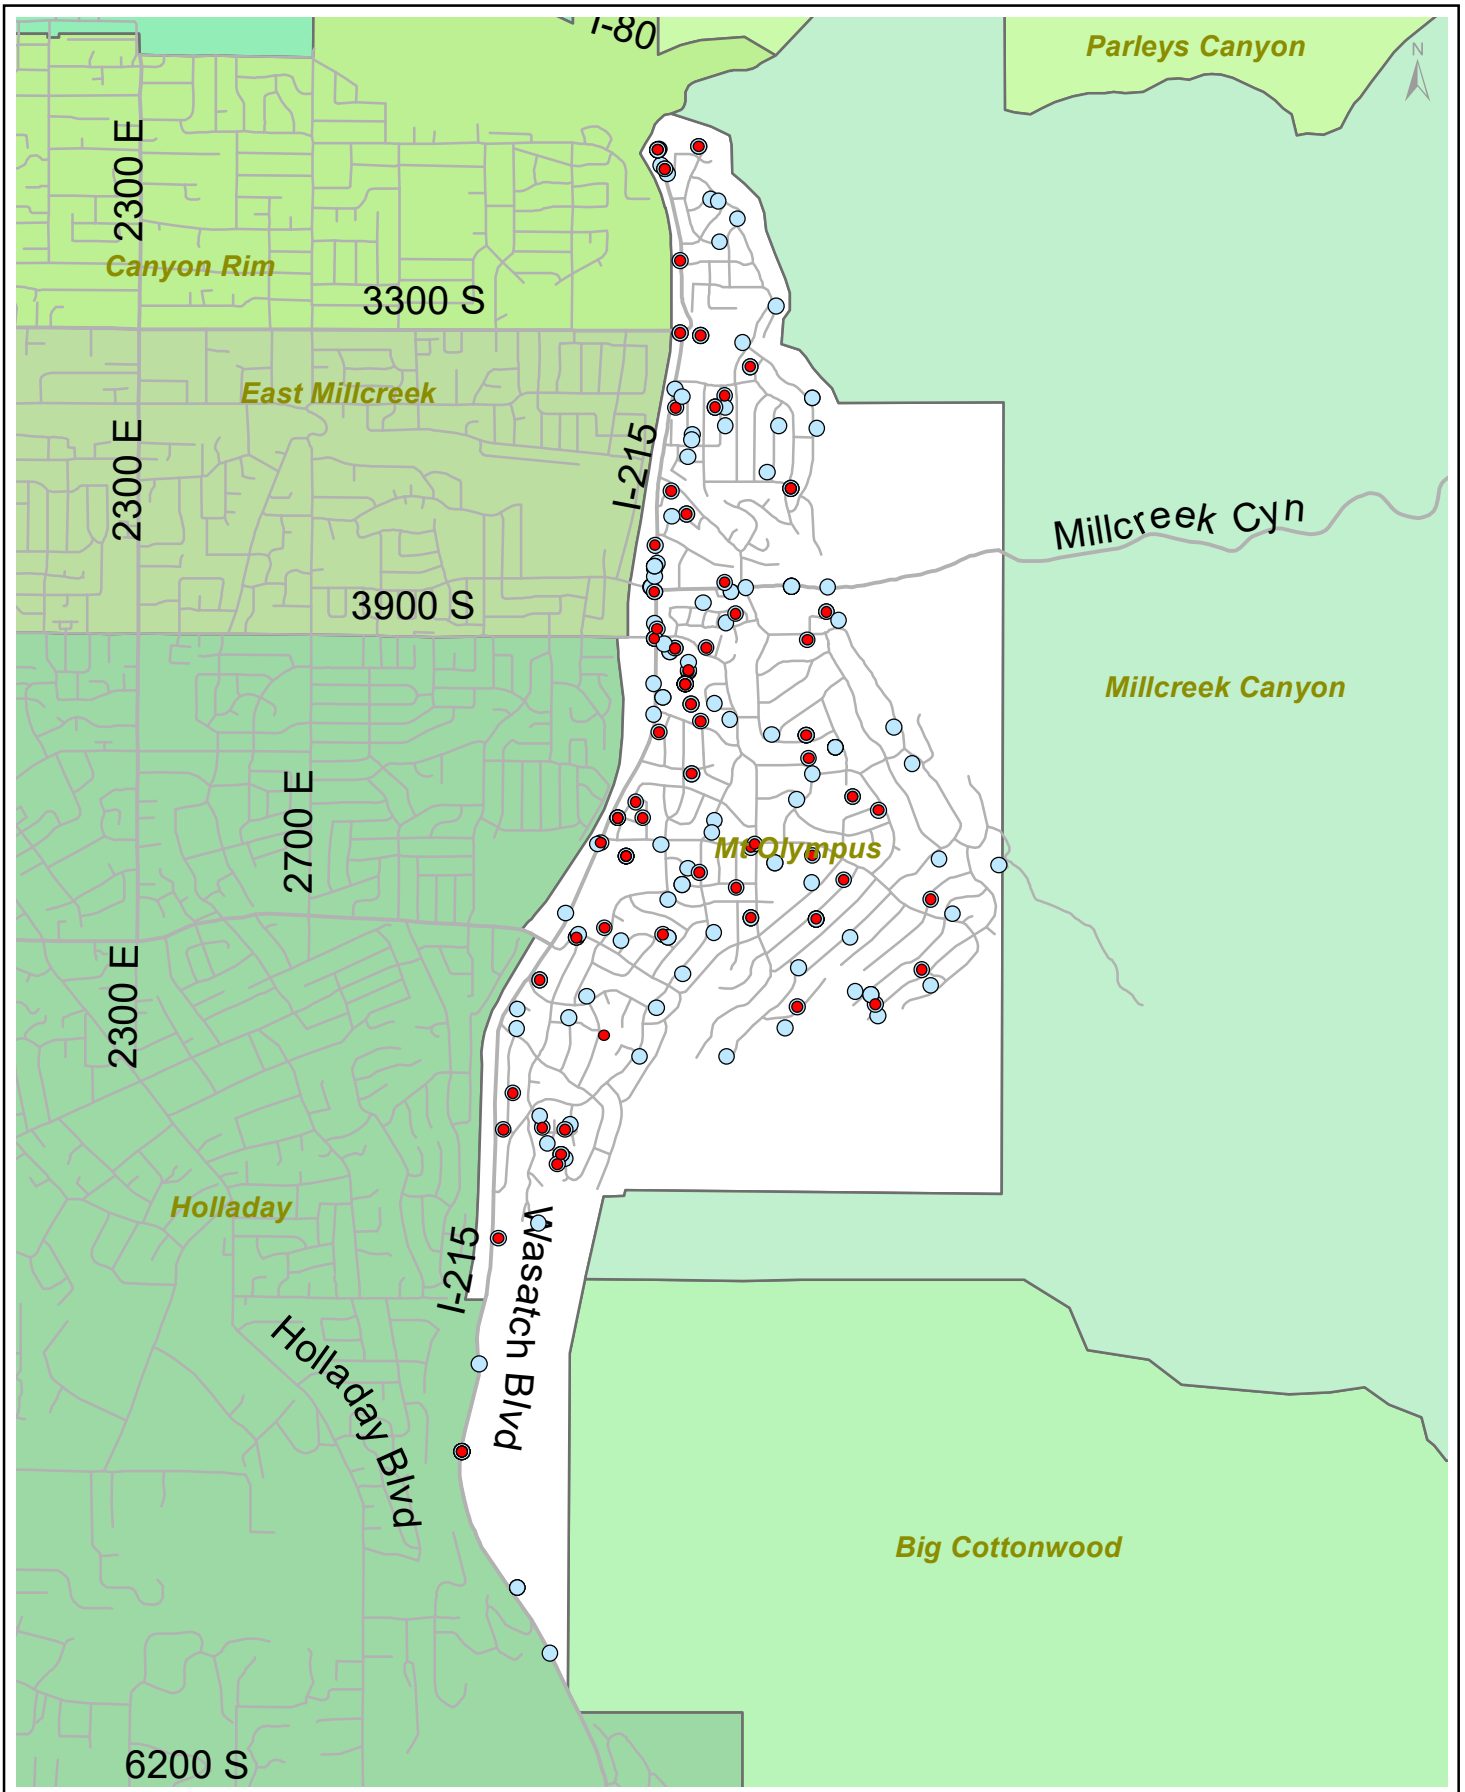 I-80
Parleys Canyon
N
2300 E
Canyon Rim
3300 S
East Millcreek
2300 E
I-215
Millcreek Cyn
3900 S
Millcreek Canyon
2700 E
Mt Olympus
2300 E
Holladay
I-215
Wasatch Blvd
Holladay Blvd
Big Cottonwood
6200 S